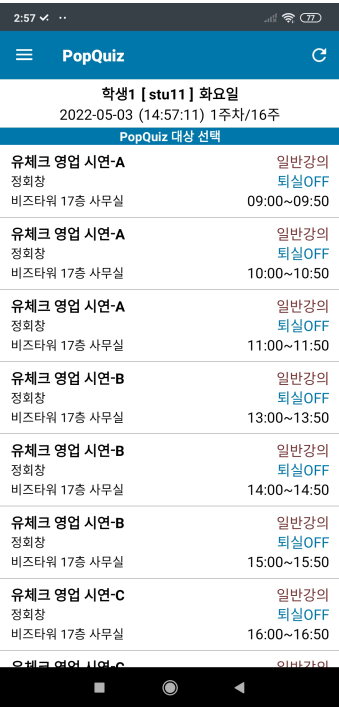 2:57
77
PopQuiz
학생1 [ stu11 ] 화요일
2022-05-03 (14:57:11) 1주차/16주
PopQuiz 대상 선택
유체크 영업 시연-A 일반강의
정회창 퇴실OFF
비즈타워 17층 사무실 09:00~09:50
유체크 영업 시연-A 일반강의
정회창 퇴실OFF
비즈타워 17층 사무실 10:00~10:50
유체크 영업 시연-A 일반강의
정회창 퇴실OFF
비즈타워 17층 사무실 11:00~11:50
유체크 영업 시연-B 일반강의
정회창 퇴실OFF
비즈타워 17층 사무실 13:00~13:50
유체크 영업 시연-B 일반강의
정회창 퇴실OFF
비즈타워 17층 사무실 14:00~14:50
유체크 영업 시연-B 일반강의
정회창 퇴실OFF
비즈타워 17층 사무실 15:00~15:50
유체크 영업 시연-C 일반강의
정회창 퇴실OFF
비즈타워 17층 사무실 16:00~16:50
유체크 영업 시연-C 일반강의